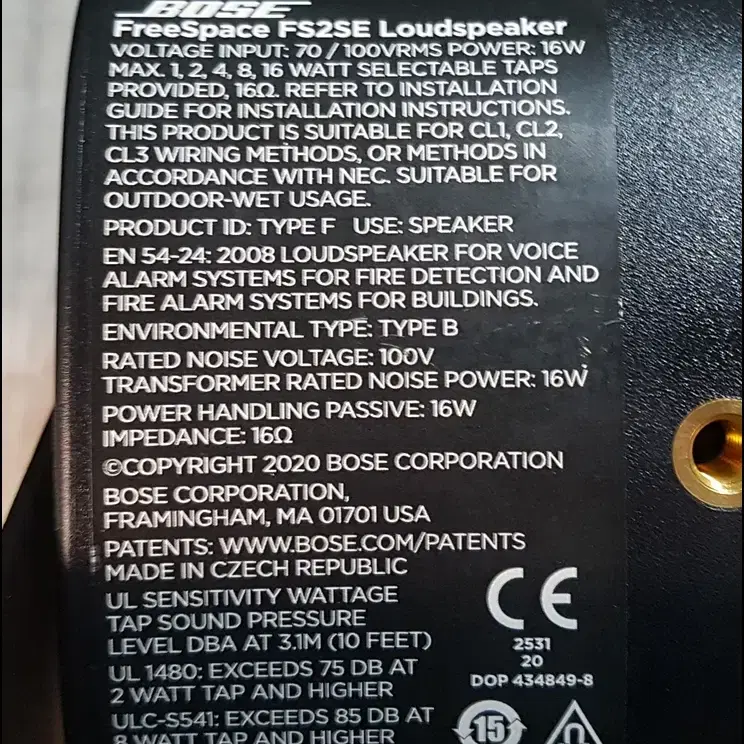 BOSE
FreeSpace FS2SE Loudspeaker
VOLTAGE INPUT: 70 / 100VRMS POWER: 16W
MAX. 1, 2, 4, 8, 16 WATT SELECTABLE TAPS
PROVIDED, 16Ω. REFER TO INSTALLATION
GUIDE FOR INSTALLATION INSTRUCTIONS.
THIS PRODUCT IS SUITABLE FOR CL1, CL2,
CL3 WIRING METHODS, OR METHODS IN
ACCORDANCE WITH NEC. SUITABLE FOR
OUTDOOR-WET USAGE.
PRODUCT ID: TYPE F USE: SPEAKER
EN 54-24: 2008 LOUDSPEAKER FOR VOICE
ALARM SYSTEMS FOR FIRE DETECTION AND
FIRE ALARM SYSTEMS FOR BUILDINGS.
ENVIRONMENTAL TYPE: TYPE B
RATED NOISE VOLTAGE: 100V
TRANSFORMER RATED NOISE POWER: 16W
POWER HANDLING PASSIVE: 16W
IMPEDANCE: 16Ω
©COPYRIGHT 2020 BOSE CORPORATION
BOSE CORPORATION,
FRAMINGHAM, MA 01701 USA
PATENTS: WWW.BOSE.COM/PATENTS
MADE IN CZECH REPUBLIC
UL SENSITIVITY WATTAGE
TAP SOUND PRESSURE
LEVEL DBA AT 3.1M (10 FEET)
UL 1480: EXCEEDS 75 DB AT
2 WATT TAP AND HIGHER
ULC-S541: EXCEEDS 85 DB AT
8 WATT TAP AND HIGHER
CE
2531
20
DOP 434849-8
15